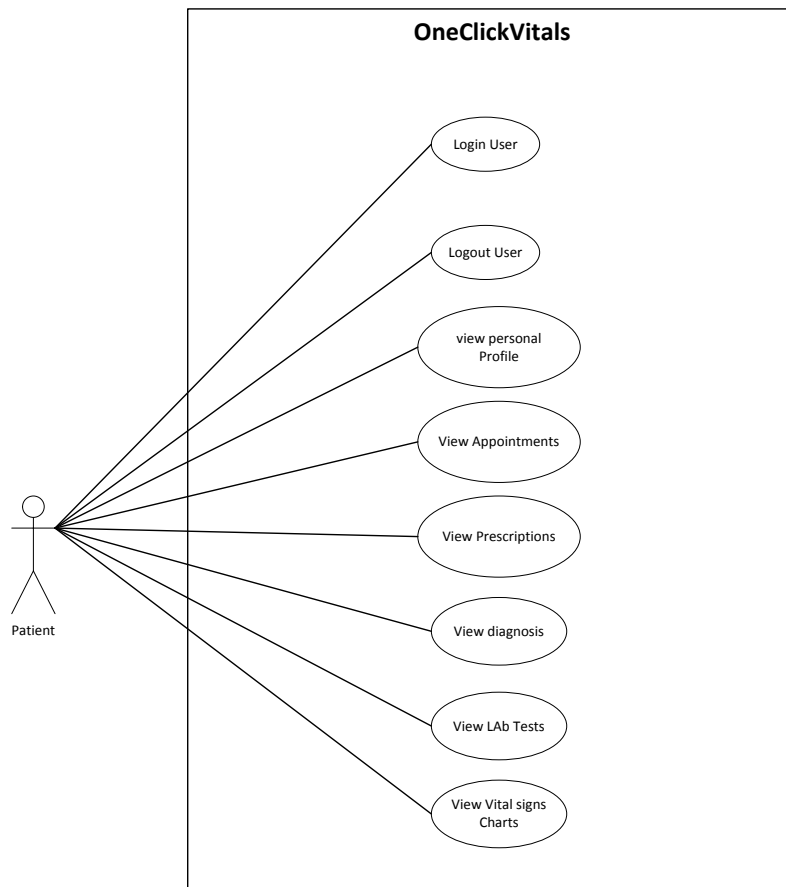 OneClickVitals
Login User
Logout User
view personal
Profile
View Appointments
View Prescriptions
View diagnosis
View LAb Tests
View Vital signs
Charts
Patient